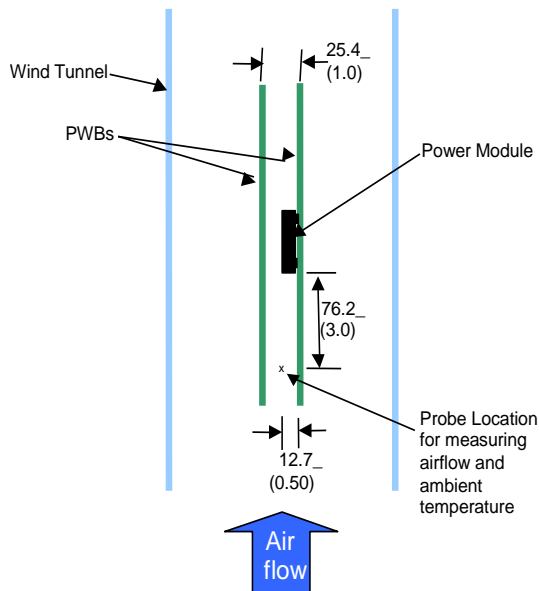 25.4_
(1.0)
Wind Tunnel
PWBs
Power Module
76.2_
(3.0)
x
Probe Location
for measuring
airflow and
ambient
temperature
12.7_
(0.50)
Air
flow